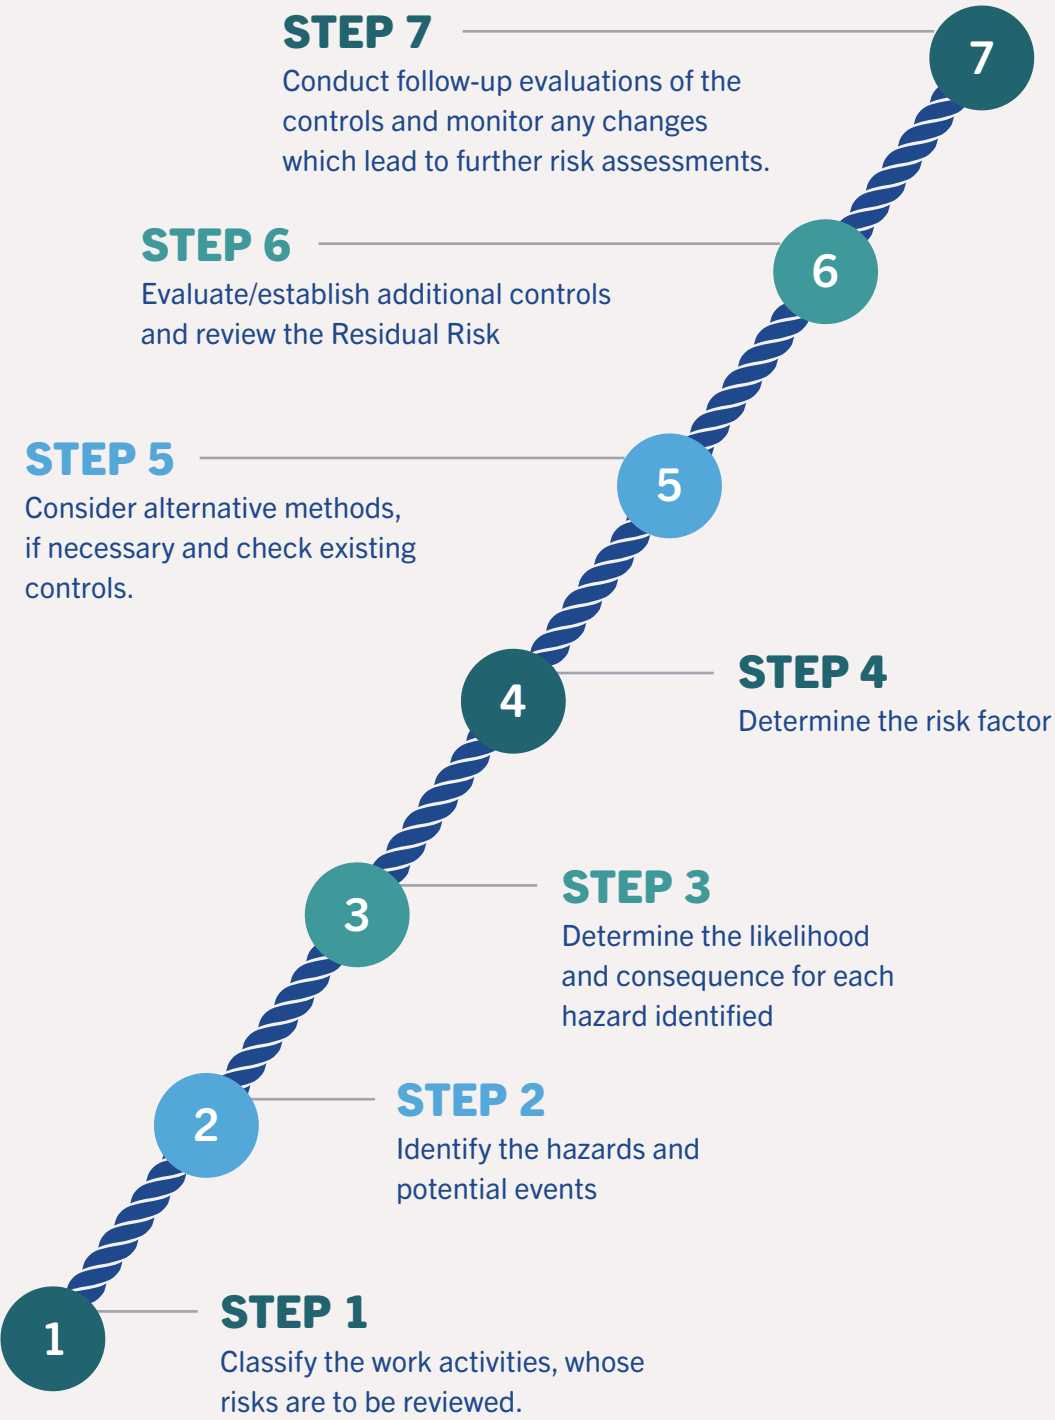 STEP 7
7
Conduct follow-up evaluations of the
controls and monitor any changes
which lead to further risk assessments.
STEP 6
6
Evaluate/establish additional controls
and review the Residual Risk
STEP 5
5
Consider alternative methods,
if necessary and check existing
controls.
4
STEP 4
Determine the risk factor
3
STEP 3
Determine the likelihood
and consequence for each
hazard identified
2
STEP 2
Identify the hazards and
potential events
1
STEP 1
Classify the work activities, whose
risks are to be reviewed.